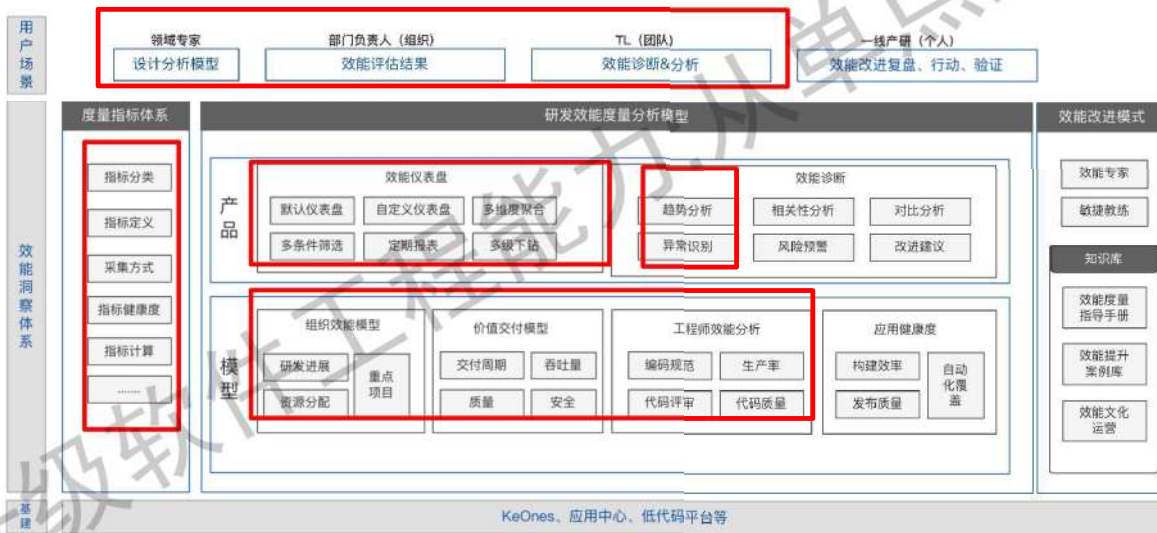 用户场景
领域专家
设计分析模型
部门负责人（组织）
效能评估结果
TL（团队）
效能诊断&分析
一线产研（个人）
效能改进复盘、行动、验证
效能洞察体系
度量指标体系
指标分类
指标定义
采集方式
指标健康度
指标计算
.......
研发效能度量分析模型
产品
效能仪表盘
默认仪表盘 自定义仪表盘 多维度聚合
多条件筛选 定期报表 多级下钻
效能诊断
趋势分析 相关性分析 对比分析
异常识别 风险预警 改进建议
模型
组织效能模型
研发进展
资源分配
重点
项目
价值交付模型
交付周期 吞吐量
质量 安全
工程师效能分析
编码规范 生产率
代码评审 代码质量
应用健康度
构建效率
发布质量
自动
化覆
盖
效能改进模式
效能专家
敏捷教练
知识库
效能度量
指导手册
效能提升
案例库
效能文化
运营
基建
KeOnes、应用中心、低代码平台等
级软件工程能力:从单点